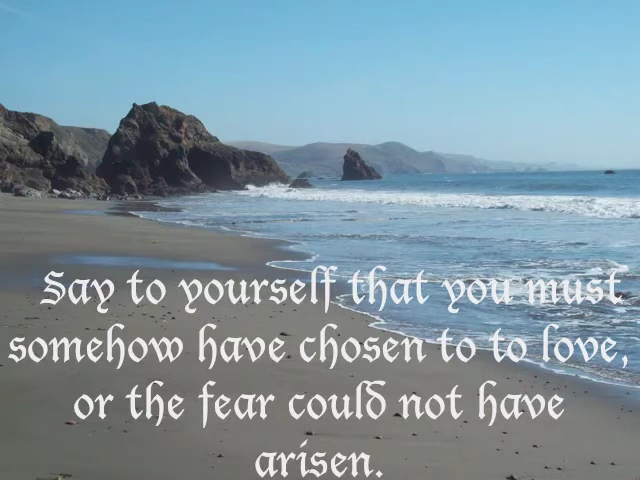 Say to yourself that you must
somehow have chosen to to love,
or the fear could not have
arisen.